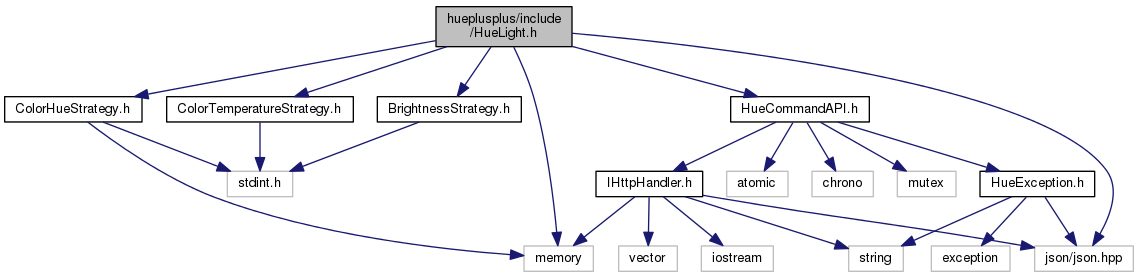 hueplusplus/include
/HueLight.h
ColorHueStrategy.h
ColorTemperatureStrategy.h
BrightnessStrategy.h
HueCommandAPI.h
stdint.h
IHttpHandler.h
atomic
chrono
mutex
HueException.h
memory
vector
iostream
string
exception
json/json.hpp